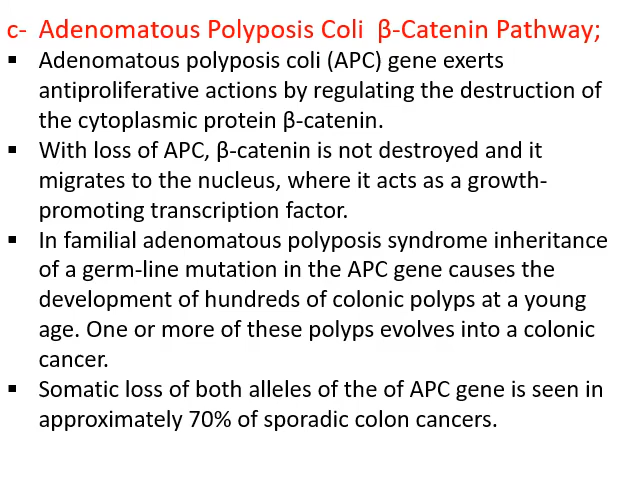 c- Adenomatous Polyposis Coli β-Catenin Pathway;
▪ Adenomatous polyposis coli (APC) gene exerts
antiproliferative actions by regulating the destruction of
the cytoplasmic protein β-catenin.
▪ With loss of APC, β-catenin is not destroyed and it
migrates to the nucleus, where it acts as a growth-
promoting transcription factor.
▪ In familial adenomatous polyposis syndrome inheritance
of a germ-line mutation in the APC gene causes the
development of hundreds of colonic polyps at a young
age. One or more of these polyps evolves into a colonic
cancer.
▪ Somatic loss of both alleles of the of APC gene is seen in
approximately 70% of sporadic colon cancers.